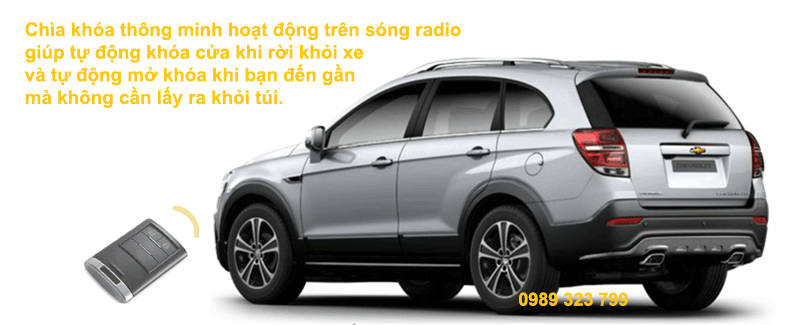 Chìa khóa thông minh hoạt động trên sóng radio
giúp tự động khóa cửa khi rời khỏi xe
và tự động mở khóa khi bạn đến gần
mà không cần lấy ra khỏi túi.
CHEVROLET
0989 323 799